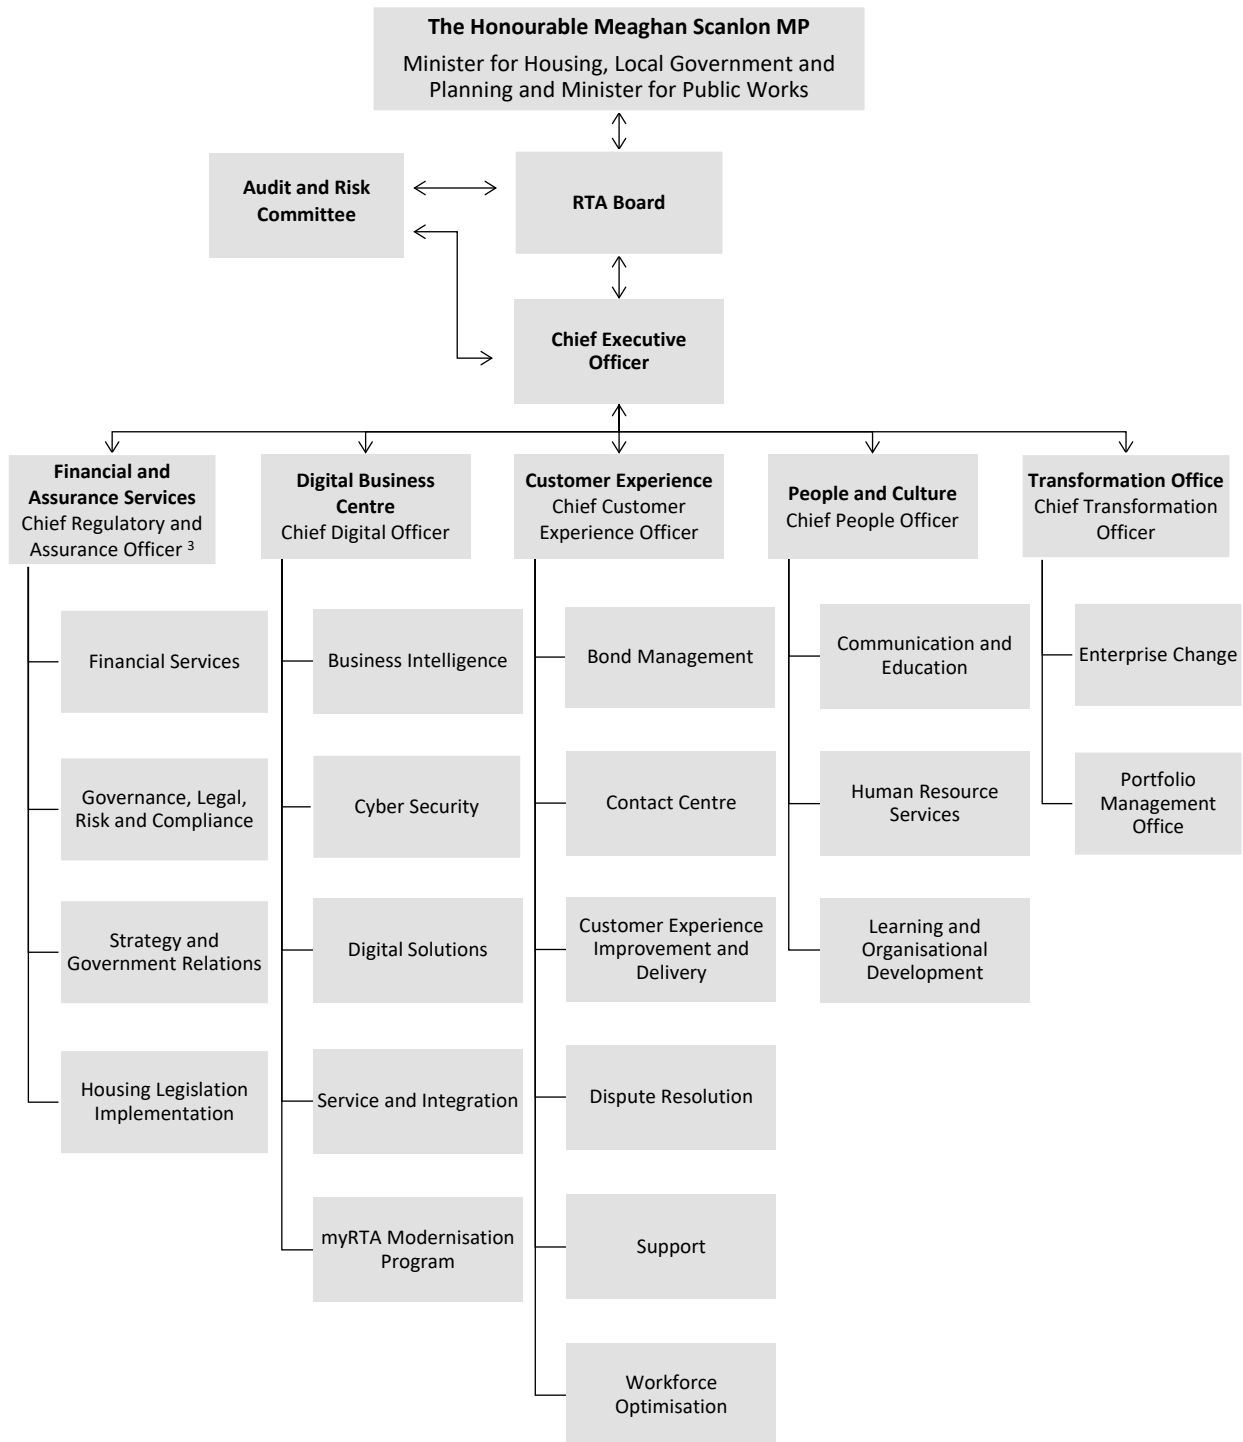 The Honourable Meaghan Scanlon MP
Minister for Housing, Local Government and
Planning and Minister for Public Works
Audit and Risk
Committee
RTA Board
Chief Executive
Officer
Financial and
Assurance Services
Chief Regulatory and
Assurance Officer ³
Digital Business
Centre
Chief Digital Officer
Customer Experience
Chief Customer
Experience Officer
People and Culture
Chief People Officer
Transformation Office
Chief Transformation
Officer
Financial Services
Governance, Legal,
Risk and Compliance
Strategy and
Government Relations
Housing Legislation
Implementation
Business Intelligence
Cyber Security
Digital Solutions
Service and Integration
myRTA Modernisation
Program
Bond Management
Contact Centre
Customer Experience
Improvement and
Delivery
Dispute Resolution
Support
Workforce
Optimisation
Communication and
Education
Human Resource
Services
Learning and
Organisational
Development
Enterprise Change
Portfolio
Management
Office